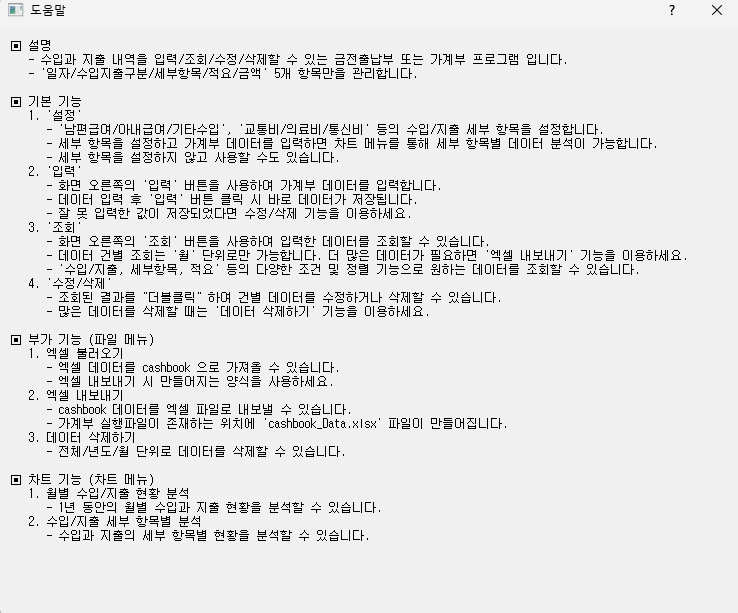 도움말
▣ 설명
- 수입과 지출 내역을 입력/조회/수정/삭제할 수 있는 금전출납부 또는 가계부 프로그램 입니다.
- '일자/수입지출구분/세부항목/적요/금액' 5개 항목만을 관리합니다.
▣ 기본 기능
1. '설정'
- '남편급여/아내급여/기타수입', '교통비/의료비/통신비' 등의 수입/지출 세부 항목을 설정합니다.
- 세부 항목을 설정하고 가계부 데이터를 입력하면 차트 메뉴를 통해 세부 항목별 데이터 분석이 가능합니다.
- 세부 항목을 설정하지 않고 사용할 수도 있습니다.
2. '입력'
- 화면 오른쪽의 '입력' 버튼을 사용하여 가계부 데이터를 입력합니다.
- 데이터 입력 후 '입력' 버튼 클릭 시 바로 데이터가 저장됩니다.
- 잘 못 입력한 값이 저장되었다면 수정/삭제 기능을 이용하세요.
3. '조회'
- 화면 오른쪽의 '조회' 버튼을 사용하여 입력한 데이터를 조회할 수 있습니다.
- 데이터 건별 조회는 '월' 단위로만 가능합니다. 더 많은 데이터가 필요하면 '엑셀 내보내기' 기능을 이용하세요.
- '수입/지출, 세부항목, 적요' 등의 다양한 조건 및 정렬 기능으로 원하는 데이터를 조회할 수 있습니다.
4. '수정/삭제'
- 조회된 결과를 "더블클릭" 하여 건별 데이터를 수정하거나 삭제할 수 있습니다.
- 많은 데이터를 삭제할 때는 '데이터 삭제하기' 기능을 이용하세요.
▣ 부가 기능 (파일 메뉴)
1. 엑셀 불러오기
- 엑셀 데이터를 cashbook 으로 가져올 수 있습니다.
- 엑셀 내보내기 시 만들어지는 양식을 사용하세요.
2. 엑셀 내보내기
- cashbook 데이터를 엑셀 파일로 내보낼 수 있습니다.
- 가계부 실행파일이 존재하는 위치에 'cashbook_Data.xlsx' 파일이 만들어집니다.
3. 데이터 삭제하기
- 전체/년도/월 단위로 데이터를 삭제할 수 있습니다.
▣ 차트 기능 (차트 메뉴)
1. 월별 수입/지출 현황 분석
- 1년 동안의 월별 수입과 지출 현황을 분석할 수 있습니다.
2. 수입/지출 세부 항목별 분석
- 수입과 지출의 세부 항목별 현황을 분석할 수 있습니다.